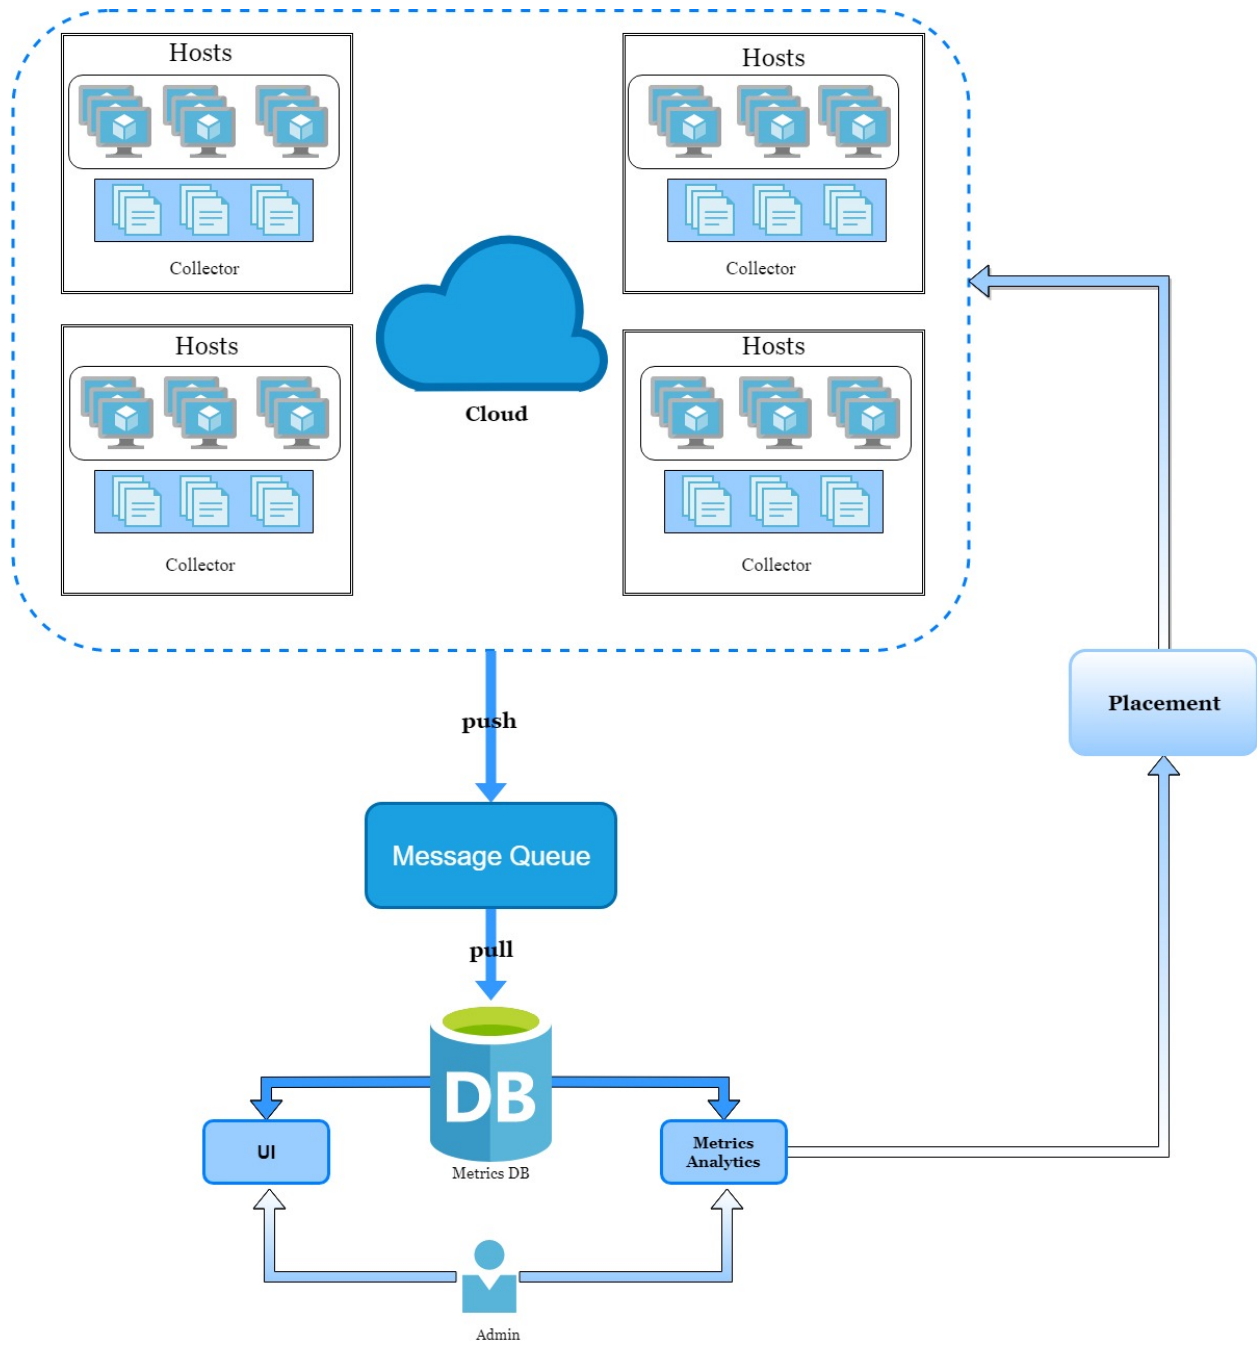 Hosts
Hosts
Collector
Collector
Hosts
Hosts
Cloud
Collector
Collector
push
Placement
Message Queue
pull
DB
UI
Metrics
Analytics
Metrics DB
Admin